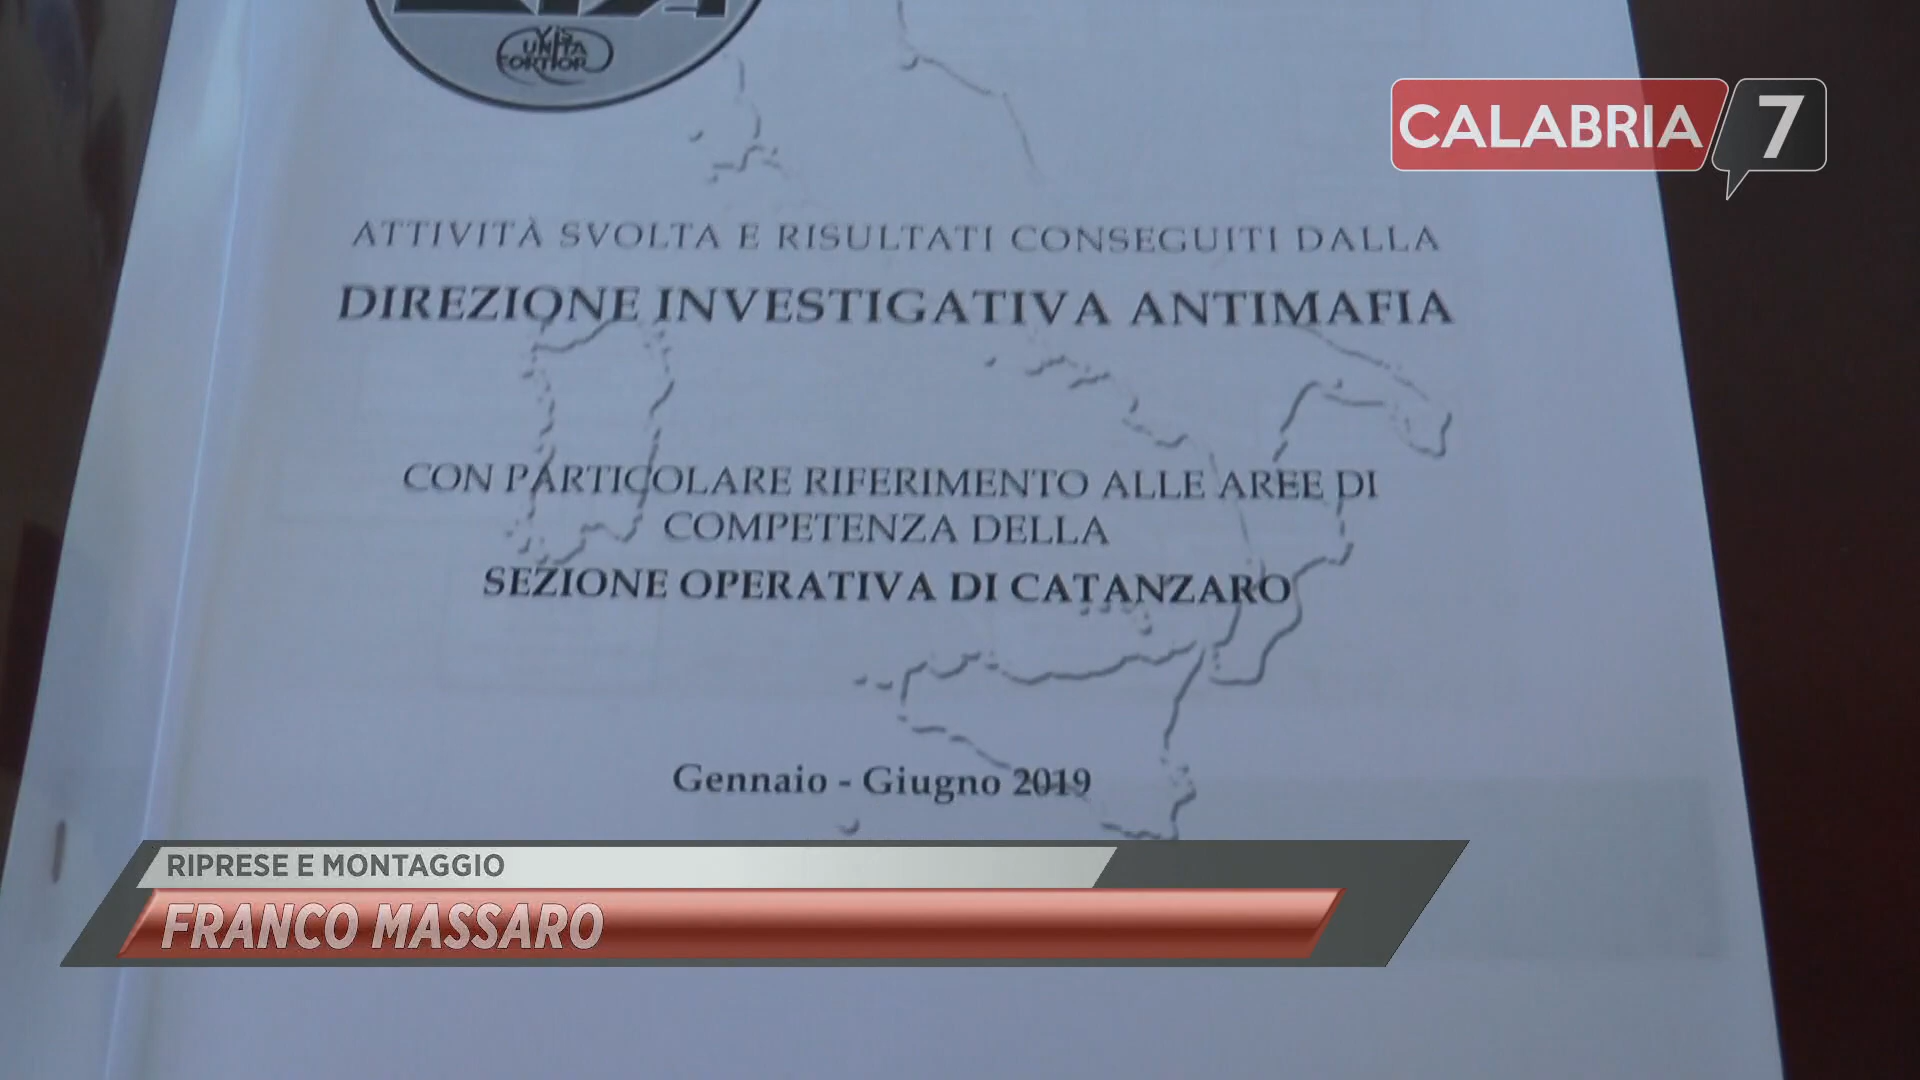 VIS
UNITA
FORTIOR
CALABRIA 7
ATTIVITÀ SVOLTA E RISULTATI CONSEGUITI DALLA
DIREZIONE INVESTIGATIVA ANTIMAFIA
CON PARTICOLARE RIFERIMENTO ALLE AREE DI
COMPETENZA DELLA
SEZIONE OPERATIVA DI CATANZARO
Gennaio - Giugno 2019
RIPRESE E MONTAGGIO
FRANCO MASSARO